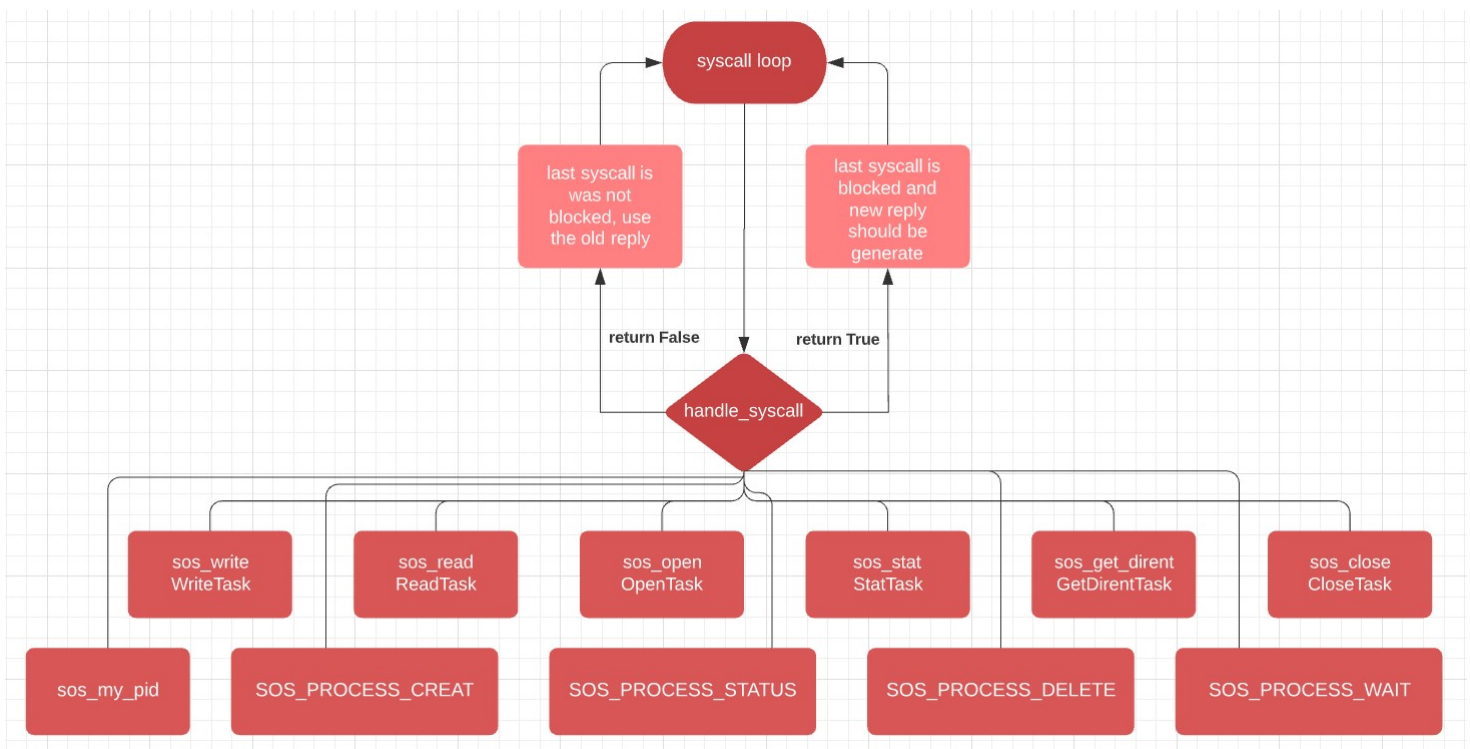 syscall loop
last syscall is
was not
blocked, use
the old reply
last syscall is
blocked and
new reply
should be
generate
return False
return True
handle_syscall
sos_write
WriteTask
sos_read
ReadTask
sos_open
OpenTask
sos_stat
StatTask
sos_get_dirent
GetDirentTask
sos_close
CloseTask
sos_my_pid
SOS_PROCESS_CREAT
SOS_PROCESS_STATUS
SOS_PROCESS_DELETE
SOS_PROCESS_WAIT